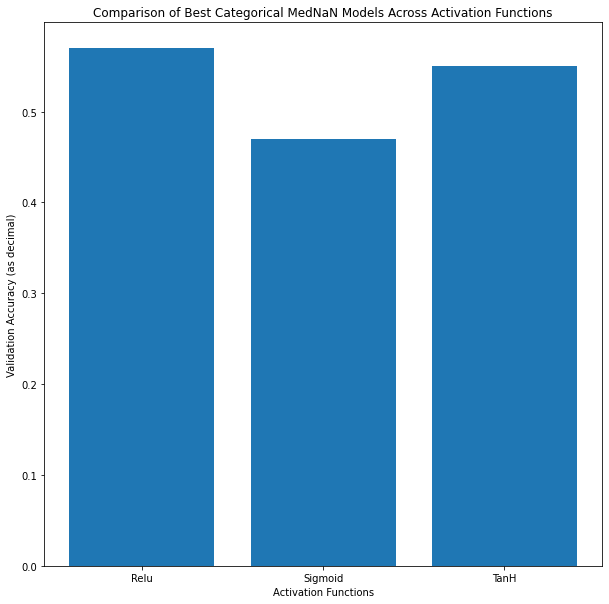 Comparison of Best Categorical MedNaN Models Across Activation Functions
Validation Accuracy (as decimal)
0.5
0.4
0.3
0.2
0.1
0.0
Relu
Sigmoid
TanH
Activation Functions